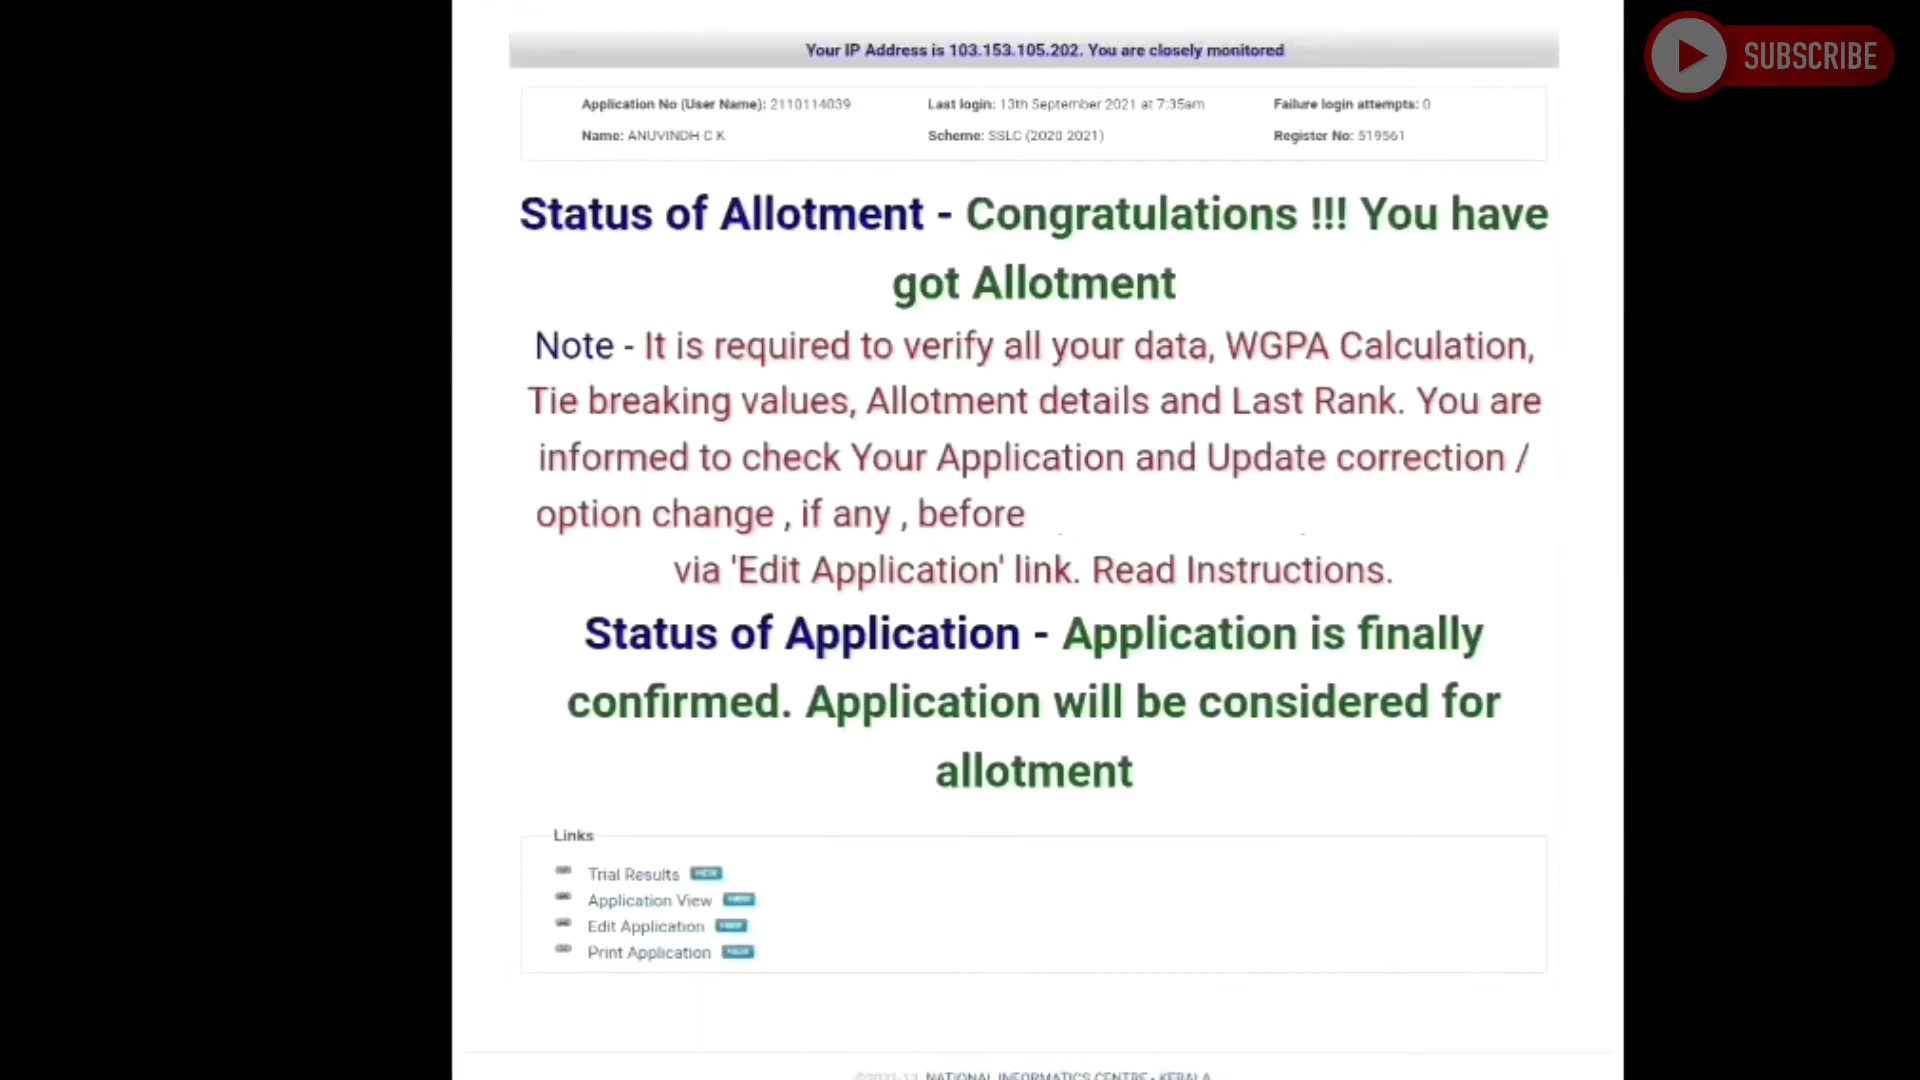 Your IP Address is 103.153.105.202. You are closely monitored
SUBSCRIBE
Application No (User Name): 2110114039 Last login: 13th September 2021 at 7:35am Failure login attempts: 0
Name: ANUVINDH C K Scheme: SSLC (2020 2021) Register No: 519561
Status of Allotment - Congratulations !!! You have
got Allotment
Note - It is required to verify all your data, WGPA Calculation,
Tie breaking values, Allotment details and Last Rank. You are
informed to check Your Application and Update correction /
option change , if any , before
via 'Edit Application' link. Read Instructions.
Status of Application - Application is finally
confirmed. Application will be considered for
allotment
Links
Trial Results
Application View
Edit Application
Print Application
NATIONAL INFORMATICS CENTRE - KERALA